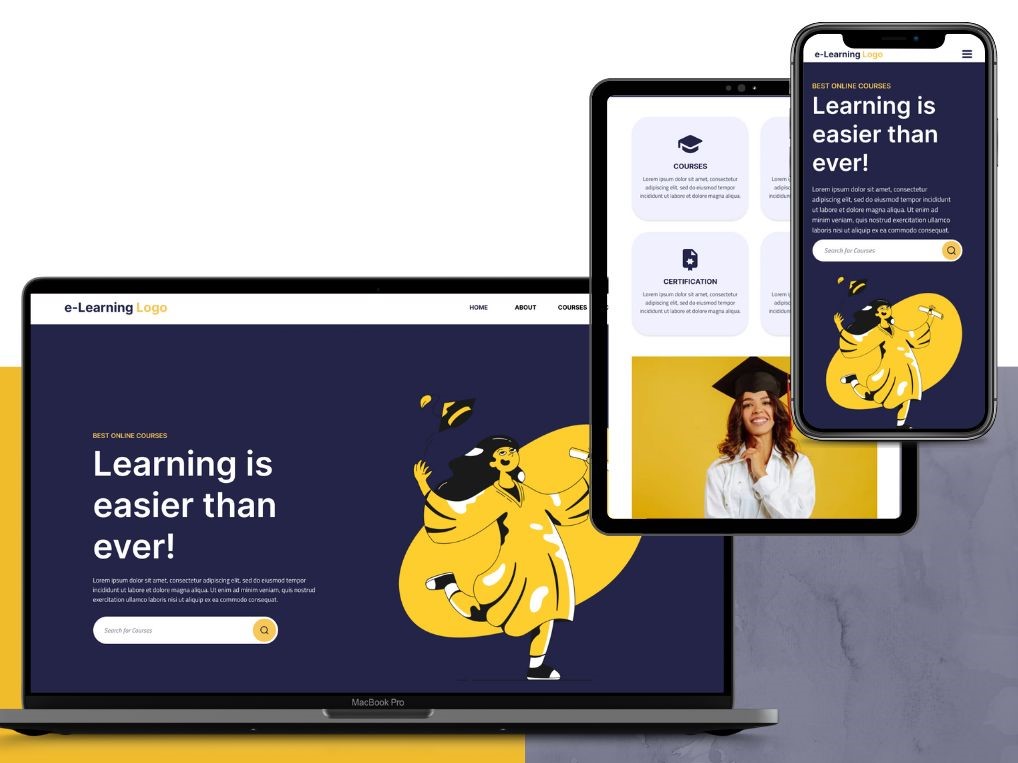 e-Learning Logo
HOME ABOUT COURSES
BEST ONLINE COURSES
Learning is
easier than
ever!
Lorem ipsum dolor sit amet, consectetur adipiscing elit, sed do eiusmod tempor
incididunt ut labore et dolore magna aliqua. Ut enim ad minim veniam, quis nostrud
exercitation ullamco laboris nisi ut aliquip ex ea commodo consequat.
Search for Courses
MacBook Pro
COURSES
Lorem ipsum dolor sit amet, consectetur
adipiscing elit, sed do eiusmod tempor
incididunt ut labore et dolore magna aliqua.
CERTIFICATION
Lorem ipsum dolor sit amet, consectetur
adipiscing elit, sed do eiusmod tempor
incididunt ut labore et dolore magna aliqua.
e-Learning Logo
BEST ONLINE COURSES
Learning is
easier than
ever!
Lorem ipsum dolor sit amet, consectetur
adipiscing elit, sed do eiusmod tempor incididunt
ut labore et dolore magna aliqua. Ut enim ad
minim veniam, quis nostrud exercitation ullamco
laboris nisi ut aliquip ex ea commodo consequat.
Search for Courses